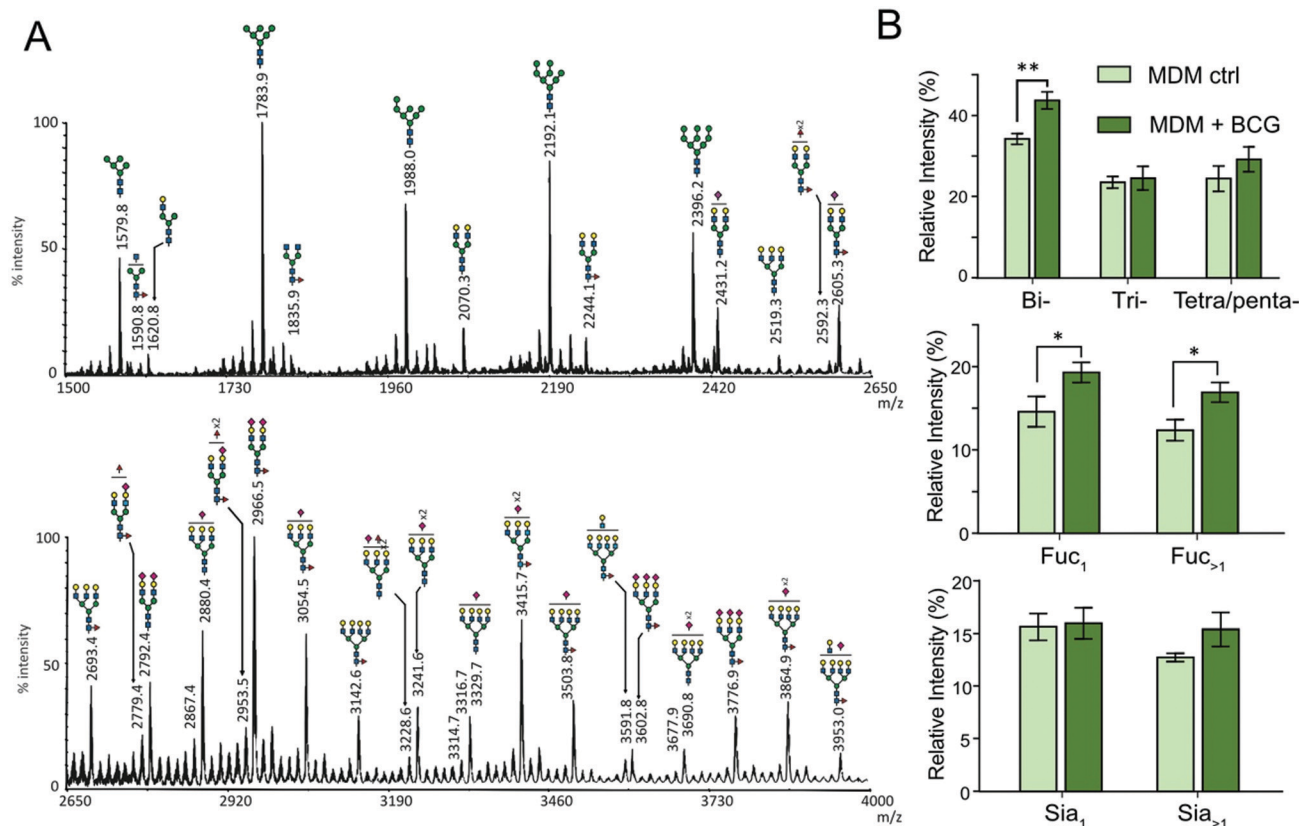 A
100
50
0
% intensity
1579.8
1590.8
1620.8
1783.9
1835.9
1988.0
2070.3
2192.1
2244.1
2396.2
2431.2
2519.3
x2
2592.3
2605.3
1500
1730
1960
2190
2420
2650
m/z
100
50
0
% intensity
2693.4
2779.4
2792.4
2867.4
2880.4
x2
2953.5
2966.5
3054.5
3142.6
3228.6
x2
3241.6
3314.7
3316.7
3329.7
x2
3415.7
3503.8
3591.8
3602.8
3677.9
x2
3690.8
3776.9
x2
3864.9
3953.0
2650
2920
3190
3460
3730
4000
m/z
B
MDM ctrl
MDM + BCG
Relative Intensity (%)
40
20
0
**
Bi-
Tri-
Tetra/penta-
Relative Intensity (%)
20
10
0
*
*
Fuc1
Fuc>1
Relative Intensity (%)
20
15
10
5
0
Sia1
Sia>1